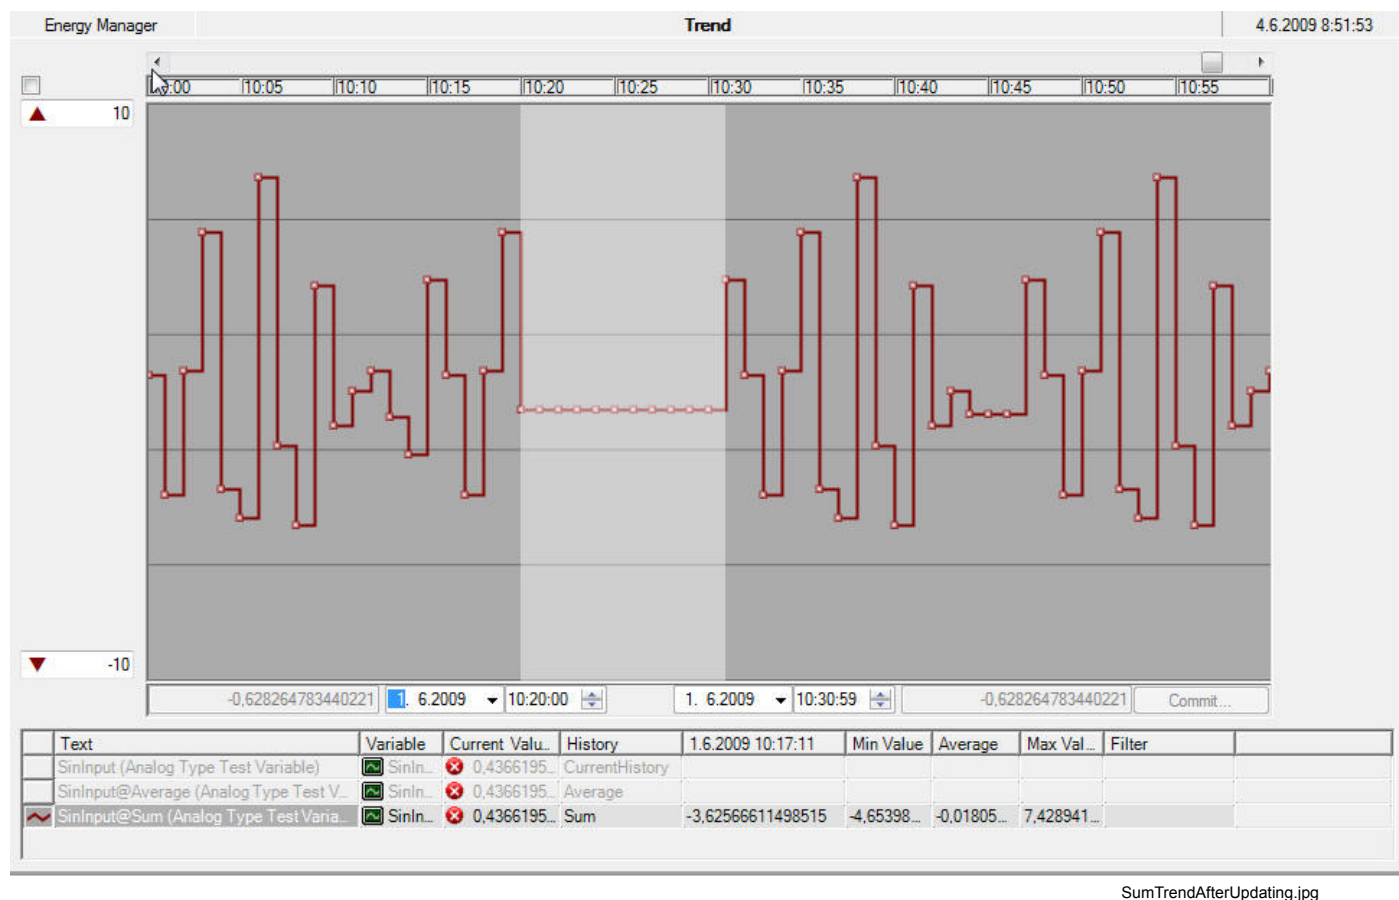 Energy Manager Trend 4.6.2009 8:51:53
:00 10:05 10:10 10:15 10:20 10:25 10:30 10:35 10:40 10:45 10:50 10:55
10
-10
-0,628264783440221 1. 6.2009 10:20:00 1. 6.2009 10:30:59 -0,628264783440221 Commit...
Text Variable Current Valu... History 1.6.2009 10:17:11 Min Value Average Max Val... Filter
SinInput (Analog Type Test Variable) SinIn... 0,4366195... CurrentHistory
SinInput@Average (Analog Type Test V... SinIn... 0,4366195... Average
SinInput@Sum (Analog Type Test Varia... SinIn... 0,4366195... Sum -3,62566611498515 -4,65398... -0,01805... 7,428941...
SumTrendAfterUpdating.jpg